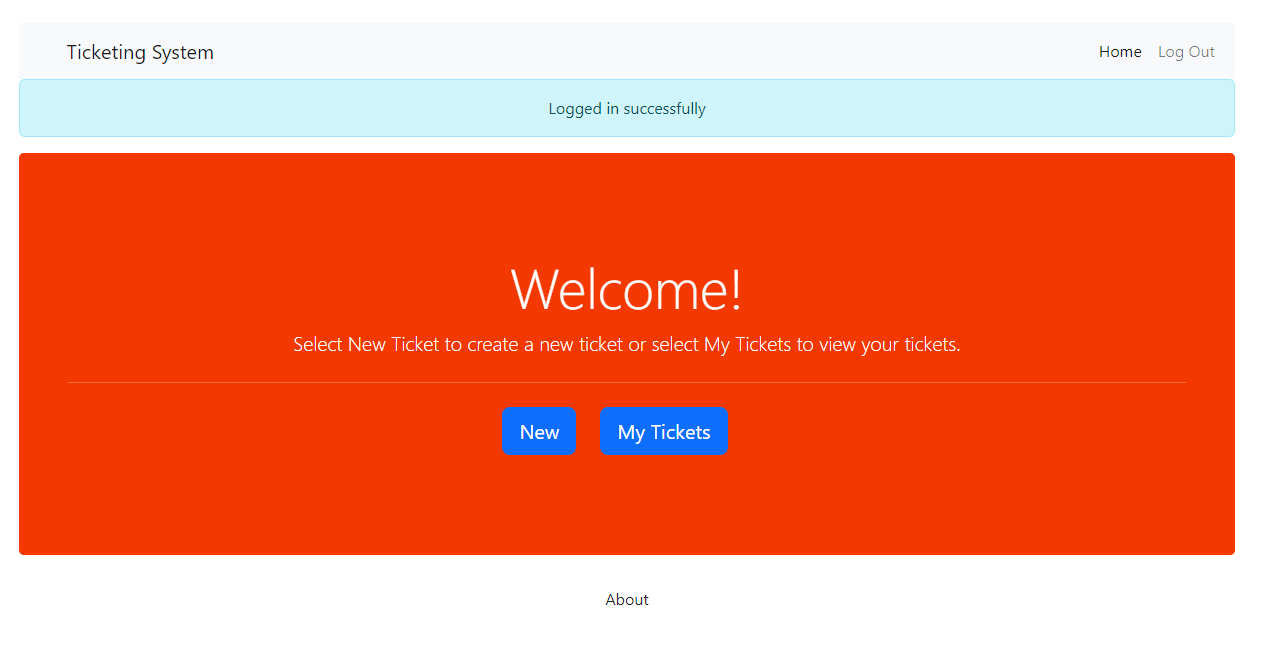 Ticketing System
Home Log Out
Logged in successfully
Welcome!
Select New Ticket to create a new ticket or select My Tickets to view your tickets.
New My Tickets
About